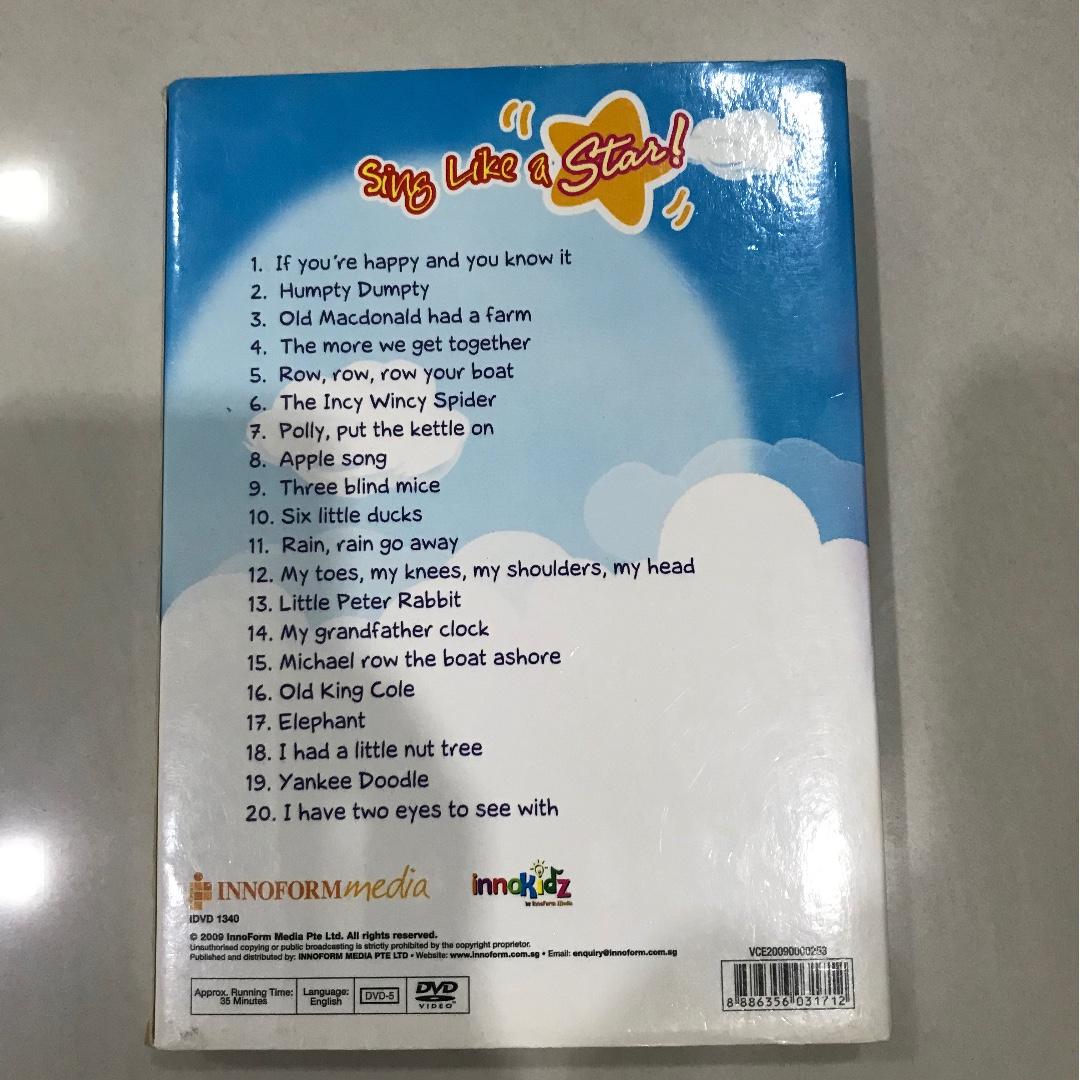 Sing Like a Star!
1. If you're happy and you know it
2. Humpty Dumpty
3. Old Macdonald had a farm
4. The more we get together
5. Row, row, row your boat
6. The Incy Wincy Spider
7. Polly, put the kettle on
8. Apple song
9. Three blind mice
10. Six little ducks
11. Rain, rain go away
12. My toes, my knees, my shoulders, my head
13. Little Peter Rabbit
14. My grandfather clock
15. Michael row the boat ashore
16. Old King Cole
17. Elephant
18. I had a little nut tree
19. Yankee Doodle
20. I have two eyes to see with
INNOFORM media
innokidz
by InnoForm Media
IDVD 1340
© 2009 InnoForm Media Pte Ltd. All rights reserved.
Unauthorised copying or public broadcasting is strictly prohibited by the copyright proprietor.
Published and distributed by: INNOFORM MEDIA PTE LTD • Website: www.innoform.com.sg • Email: enquiry@innoform.com.sg
Approx. Running Time:
35 Minutes
Language:
English
DVD-5
DVD
VIDEO
VCE20090000253
8 886356 031712